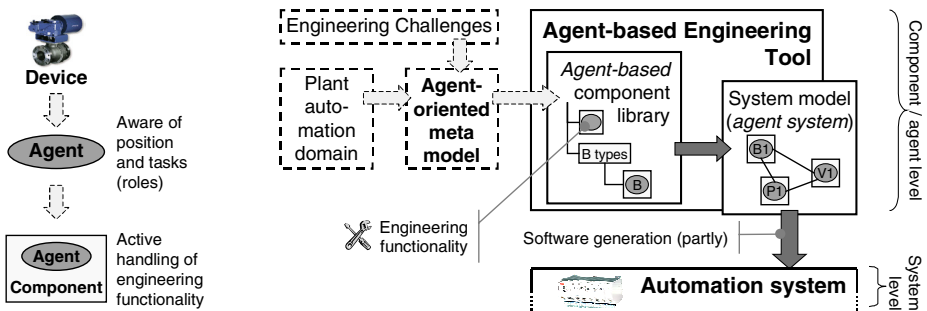 Device
Agent
Aware of
position
and tasks
(roles)
Agent
Component
Active
handling of
engineering
functionality
Engineering Challenges
Plant
auto-
mation
domain
Agent-
oriented
meta
model
Agent-based Engineering
Tool
Agent-based
component
library
B types
B
System model
(agent system)
B1
V1
P1
Engineering
functionality
Software generation (partly)
Automation system
Component / agent level
System
level